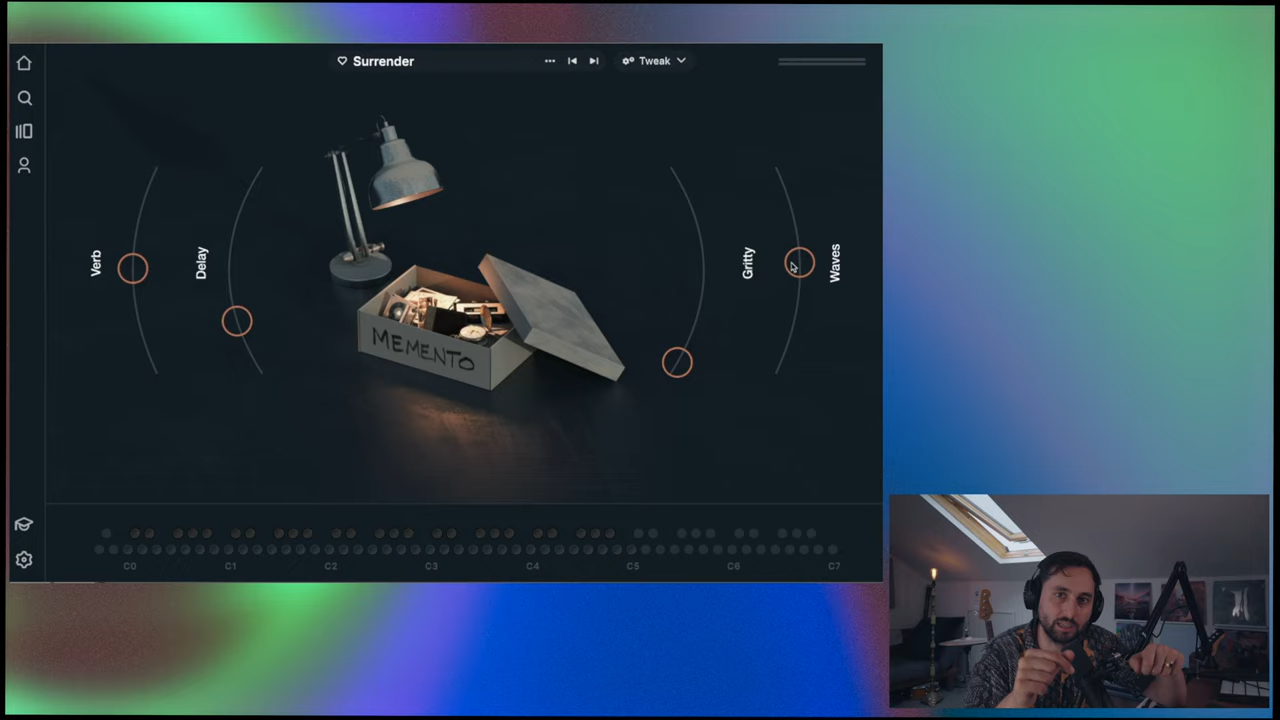 Surrender
Tweak
Verb
Delay
Gritty
Waves
MEMENTO
C0 C1 C2 C3 C4 C5 C6 C7